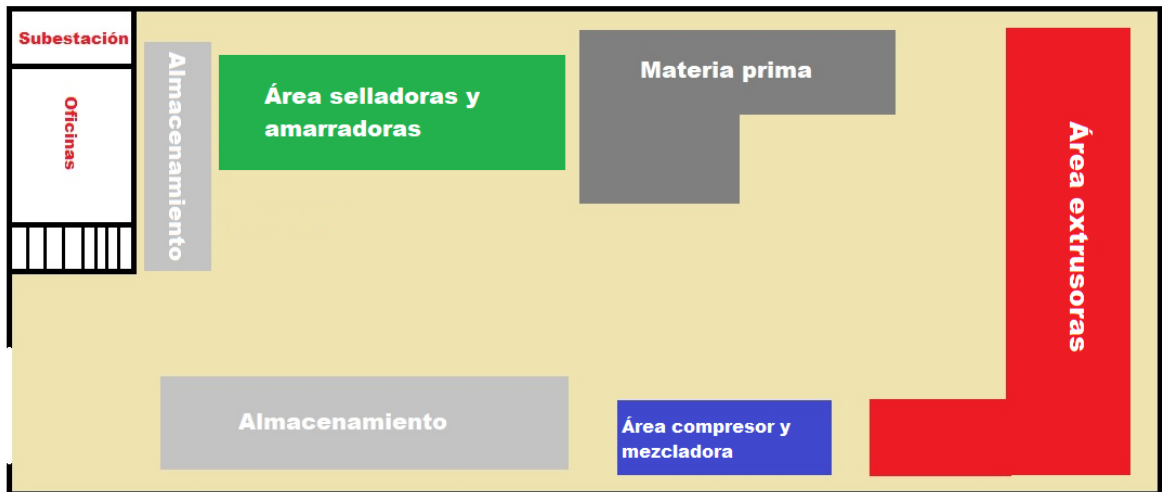 Subestación
Oficinas
Almacenamiento
Área selladoras y
amarradoras
Materia prima
Área extrusoras
Almacenamiento
Área compresor y
mezcladora